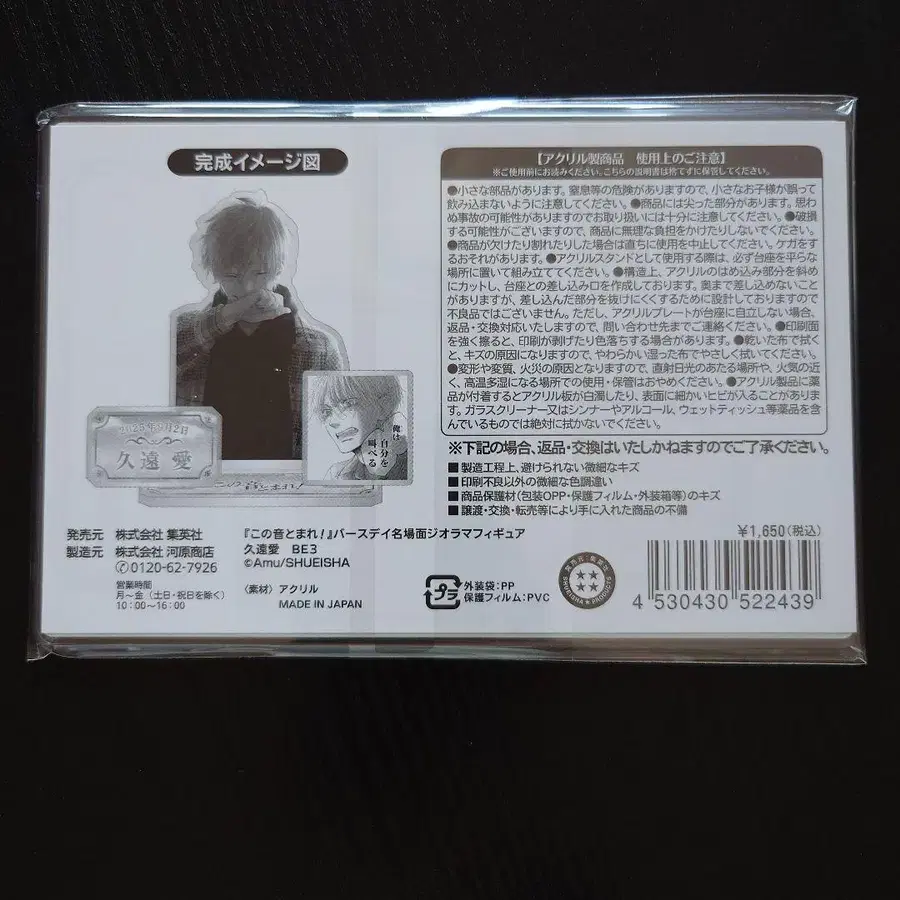 完成イメージ図
2025年7月2日
久遠 愛
この音とまれ!
俺は
自分を
叫べる
【アクリル製商品 使用上のご注意】
※ご使用前にお読みください。こちらの説明書は捨てずに保管してください。
●小さな部品があります。窒息等の危険がありますので、小さなお子様が誤って
飲み込まないように注意してください。●商品には尖った部分があります。思わ
ぬ事故の可能性がありますのでお取り扱いには十分に注意してください。●破損
する可能性がございますので、商品に無理な負担をかけたりしないでください。
●商品が欠けたり割れたりした場合は直ちに使用を中止してください。ケガをす
るおそれがあります。●アクリルスタンドとして使用する際は、必ず台座を平らな
場所に置いて組み立ててください。●構造上、アクリルのはめ込み部分を斜め
にカットし、台座との差し込み口を作成しております。奥まで差し込めないこと
がありますが、差し込んだ部分を抜けにくくするために設計しておりますので
不良品ではございません。ただし、アクリルプレートが台座に自立しない場合、
返品・交換対応いたしますので、問い合わせ先までご連絡ください。●印刷面
を強く擦ると、印刷が剥げたり色落ちする場合があります。●乾いた布で拭く
と、キズの原因になりますので、やわらかい湿った布でやさしく拭いてください。
●変形や変質、火災の原因となりますので、直射日光のあたる場所や、火気の近
く、高温多湿になる場所での使用・保管はおやめください。●アクリル製品に薬
品が付着するとアクリル板が白濁したり、表面に細かいヒビが入ることがありま
す。ガラスクリーナー又はシンナーやアルコール、ウェットティッシュ等薬品を含
んでいるものでは絶対に拭かないでください。
※下記の場合、返品・交換はいたしかねますのでご了承ください。
■製造工程上、避けられない微細なキズ
■印刷不良以外の微細な色調違い
■商品保護材(包装OPP・保護フィルム・外装箱等)のキズ
■譲渡・交換・転売等により手に入れた商品の不備
発売元 株式会社 集英社
製造元 株式会社 河原商店
0120-62-7926
営業時間
月〜金(土日・祝日を除く)
10:00〜16:00
『この音とまれ!』バースデイ名場面ジオラマフィギュア
久遠愛 BE3
©Amu/SHUEISHA
〈素材〉アクリル
MADE IN JAPAN
プラ
外装袋:PP
保護フィルム:PVC
発売元:集英社
SHUEISHA PRODUCTS
¥1,650(税込)
4 530430 522439